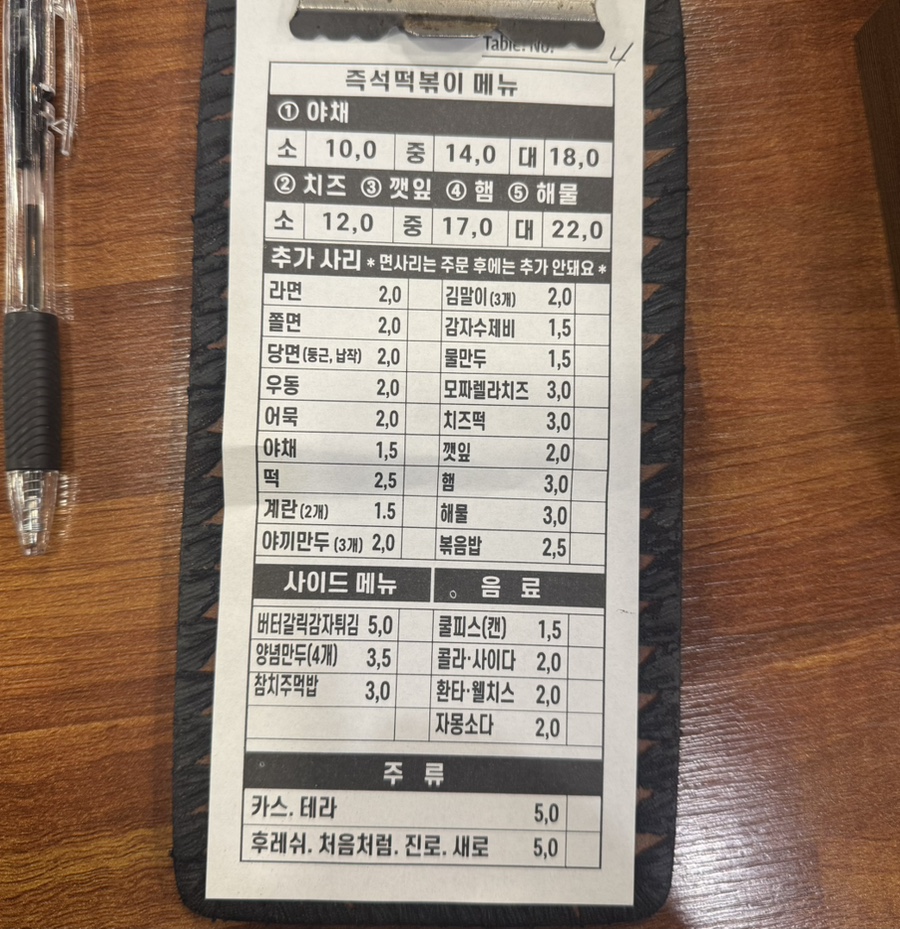 Table. No. 4
즉석떡볶이 메뉴
① 야채
소 10,0 중 14,0 대 18,0
② 치즈 ③ 깻잎 ④ 햄 ⑤ 해물
소 12,0 중 17,0 대 22,0
추가 사리 * 면사리는 주문 후에는 추가 안돼요 *
라면 2,0 김말이 (3개) 2,0
쫄면 2,0 감자수제비 1,5
당면 (둥근, 납작) 2,0 물만두 1,5
우동 2,0 모짜렐라치즈 3,0
어묵 2,0 치즈떡 3,0
야채 1,5 깻잎 2,0
떡 2,5 햄 3,0
계란 (2개) 1.5 해물 3,0
야끼만두 (3개) 2,0 볶음밥 2,5
사이드 메뉴 음 료
버터갈릭감자튀김 5,0 쿨피스(캔) 1,5
양념만두(4개) 3,5 콜라·사이다 2,0
참치주먹밥 3,0 환타·웰치스 2,0
자몽소다 2,0
주 류
카스. 테라 5,0
후레쉬. 처음처럼. 진로. 새로 5,0